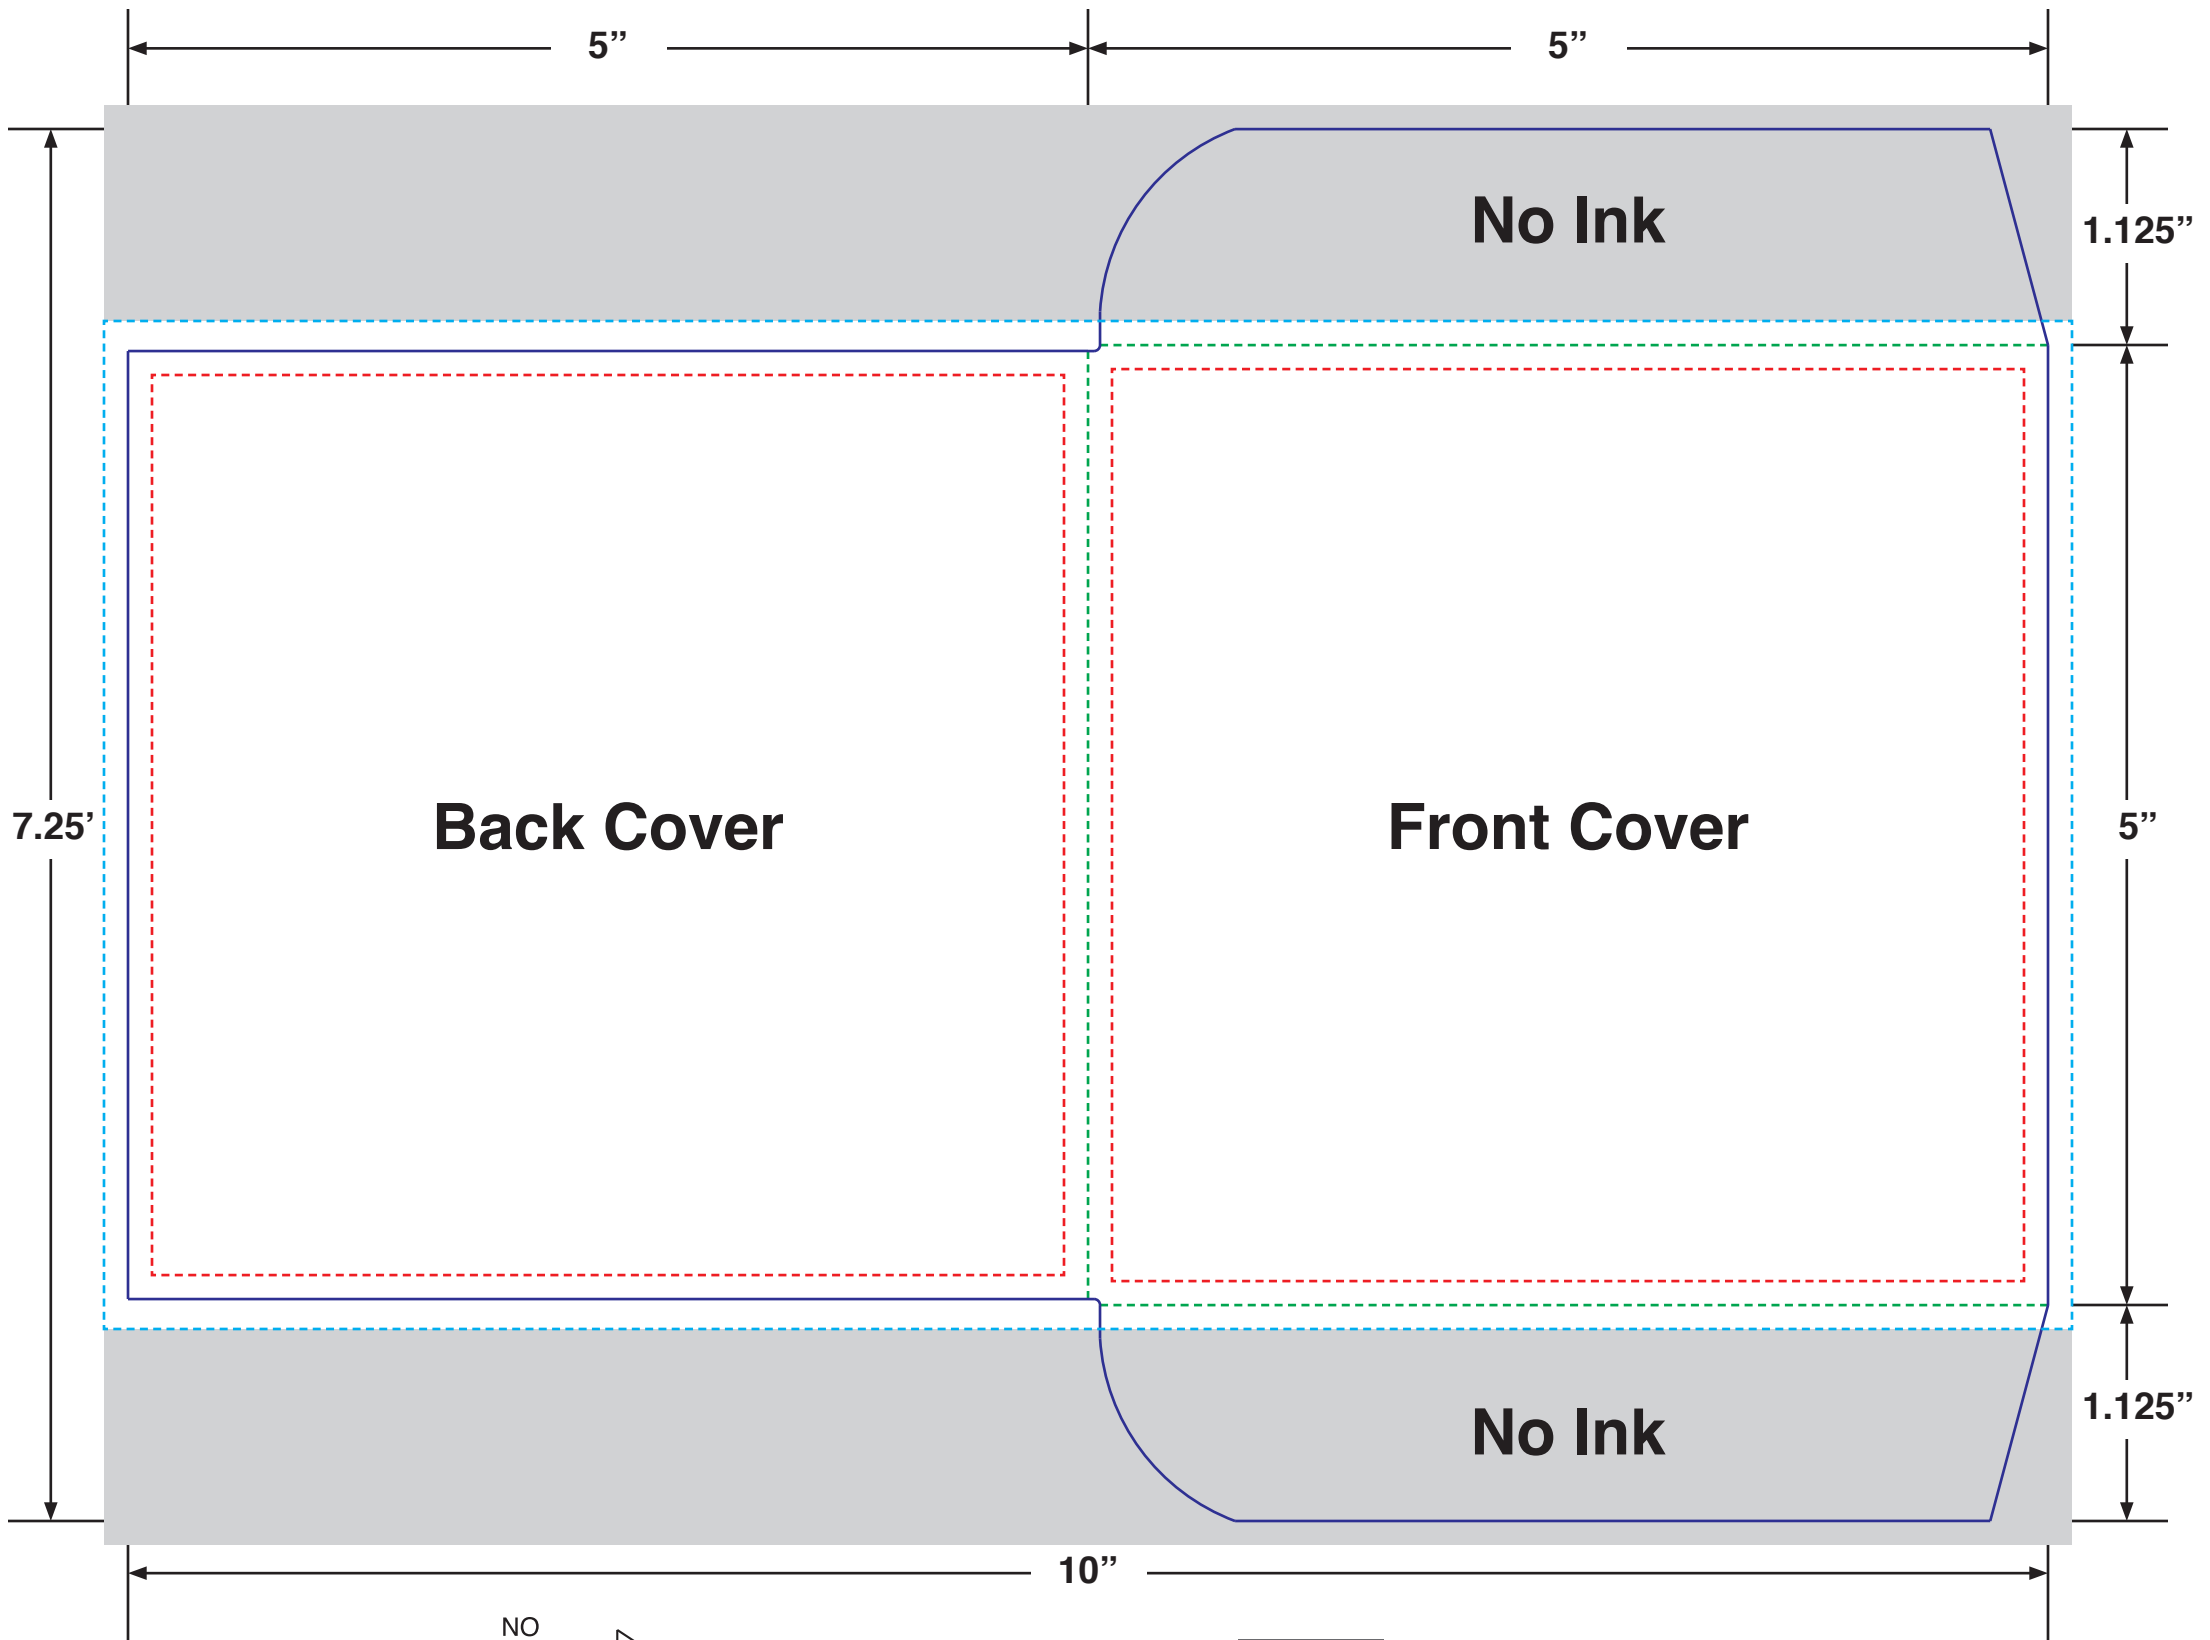 5” 5”
No Ink
1.125”
Back Cover Front Cover
7.25’ 5”
No Ink
1.125”
10”
NO